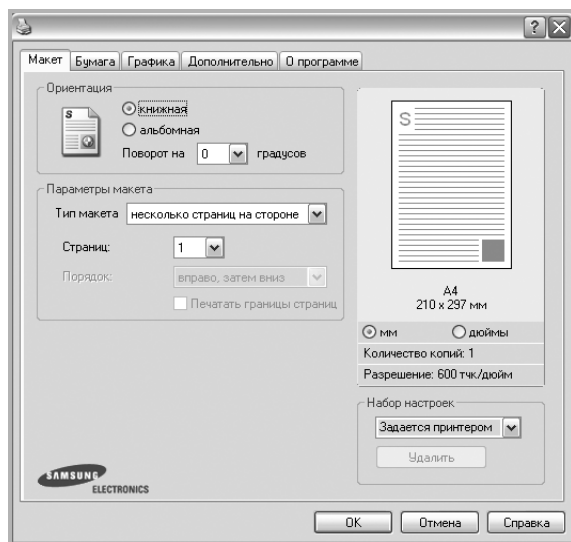 Макет Бумага Графика Дополнительно О программе
Ориентация
S
книжная
альбомная
Поворот на 0 градусов
Параметры макета
Тип макета несколько страниц на стороне
Страниц: 1
Порядок: вправо, затем вниз
Печатать границы страниц
S
A4
210 x 297 мм
мм дюймы
Количество копий: 1
Разрешение: 600 тчк/дюйм
Набор настроек
Задается принтером
Удалить
SAMSUNG
ELECTRONICS
OK Отмена Справка